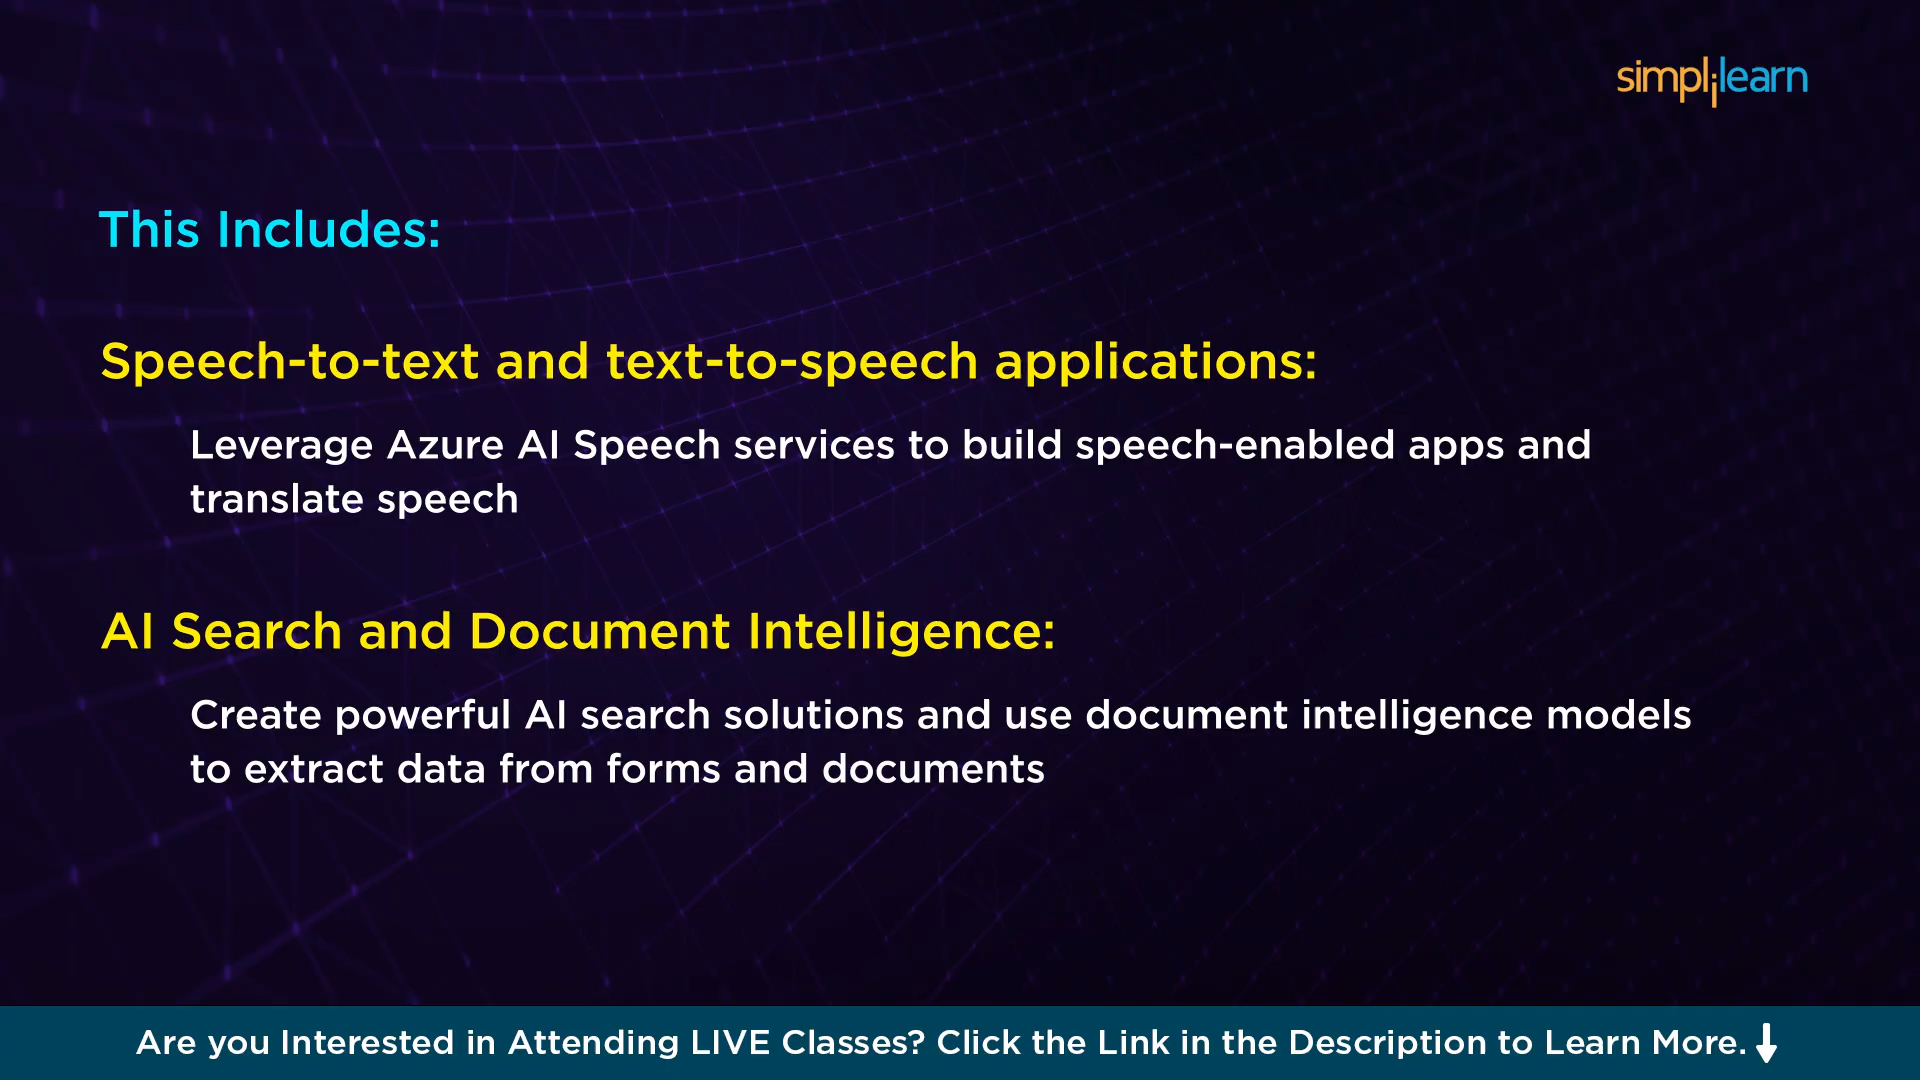 simplilearn
This Includes:
Speech-to-text and text-to-speech applications:
Leverage Azure AI Speech services to build speech-enabled apps and
translate speech
AI Search and Document Intelligence:
Create powerful AI search solutions and use document intelligence models
to extract data from forms and documents
Are you Interested in Attending LIVE Classes? Click the Link in the Description to Learn More.